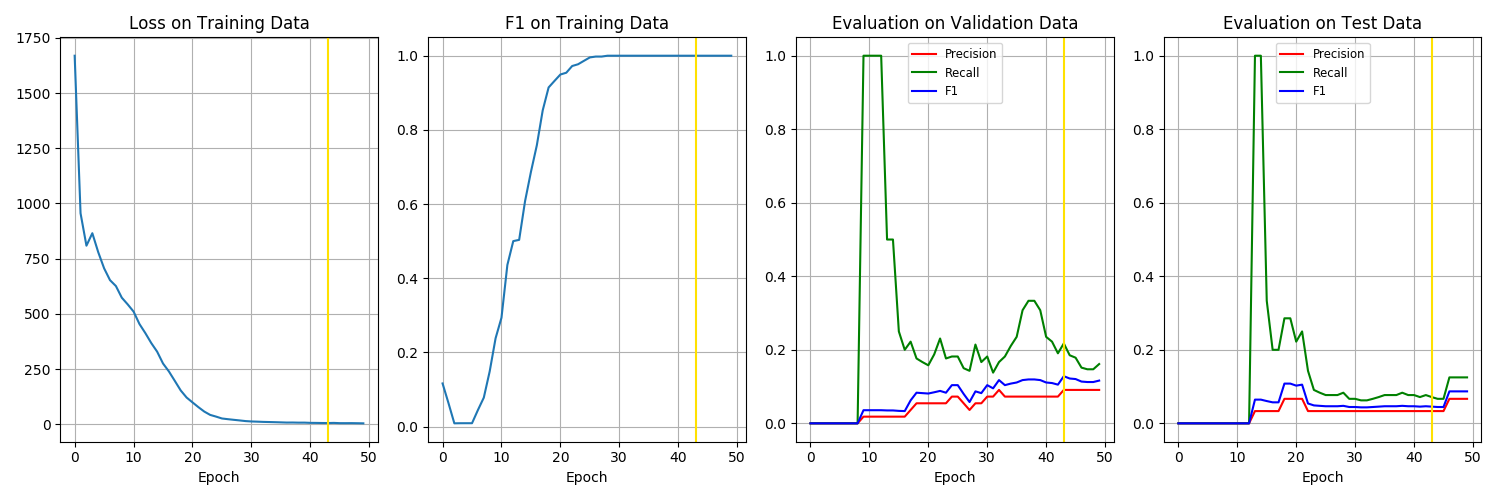 Loss on Training Data
1750
1500
1250
1000
750
500
250
0
0 10 20 30 40 50
Epoch
F1 on Training Data
1.0
0.8
0.6
0.4
0.2
0.0
0 10 20 30 40 50
Epoch
Evaluation on Validation Data
Precision
Recall
F1
1.0
0.8
0.6
0.4
0.2
0.0
0 10 20 30 40 50
Epoch
Evaluation on Test Data
Precision
Recall
F1
1.0
0.8
0.6
0.4
0.2
0.0
0 10 20 30 40 50
Epoch